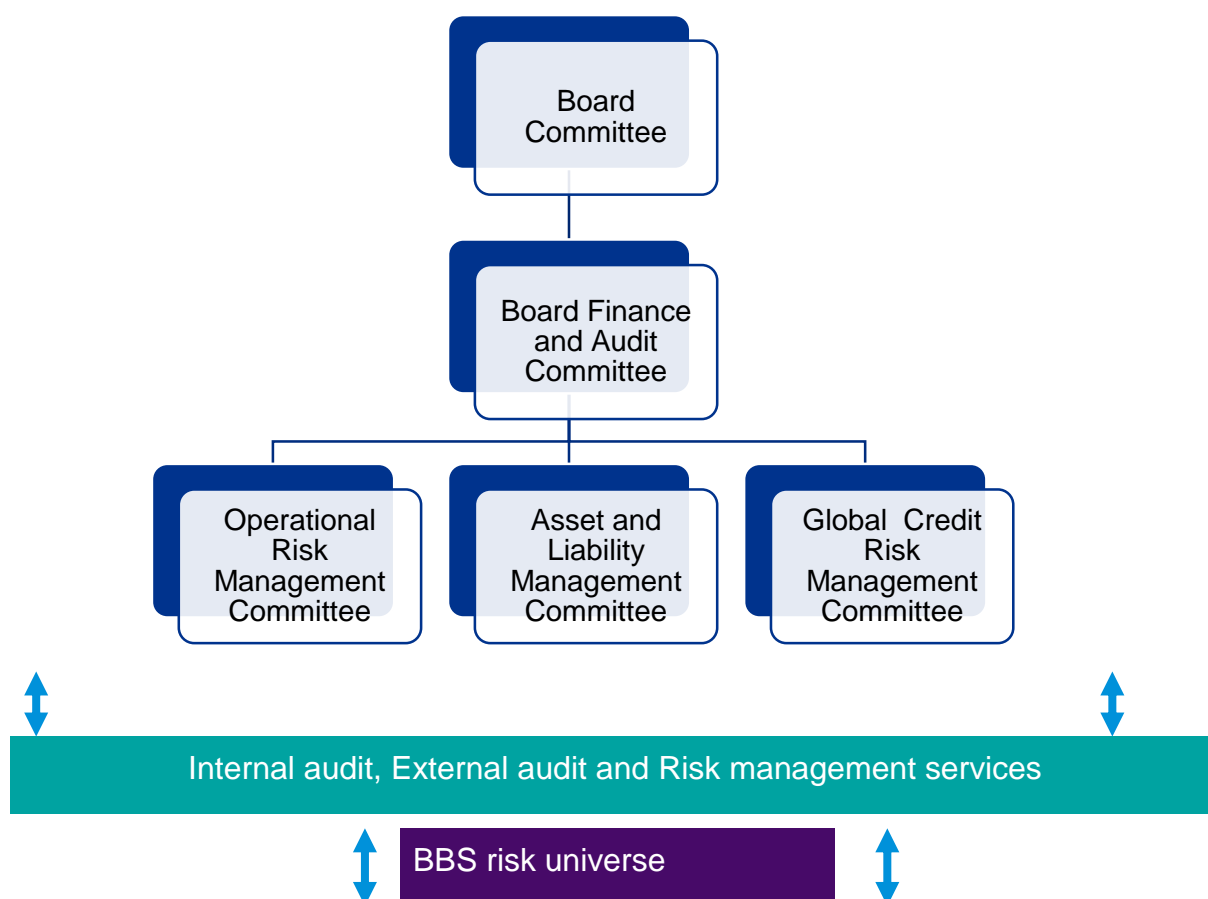 Board
Committee
Board Finance
and Audit
Committee
Operational
Risk
Management
Committee
Asset and
Liability
Management
Committee
Global  Credit
Risk
Management
Committee
Internal audit, External audit and Risk management services
BBS risk universe